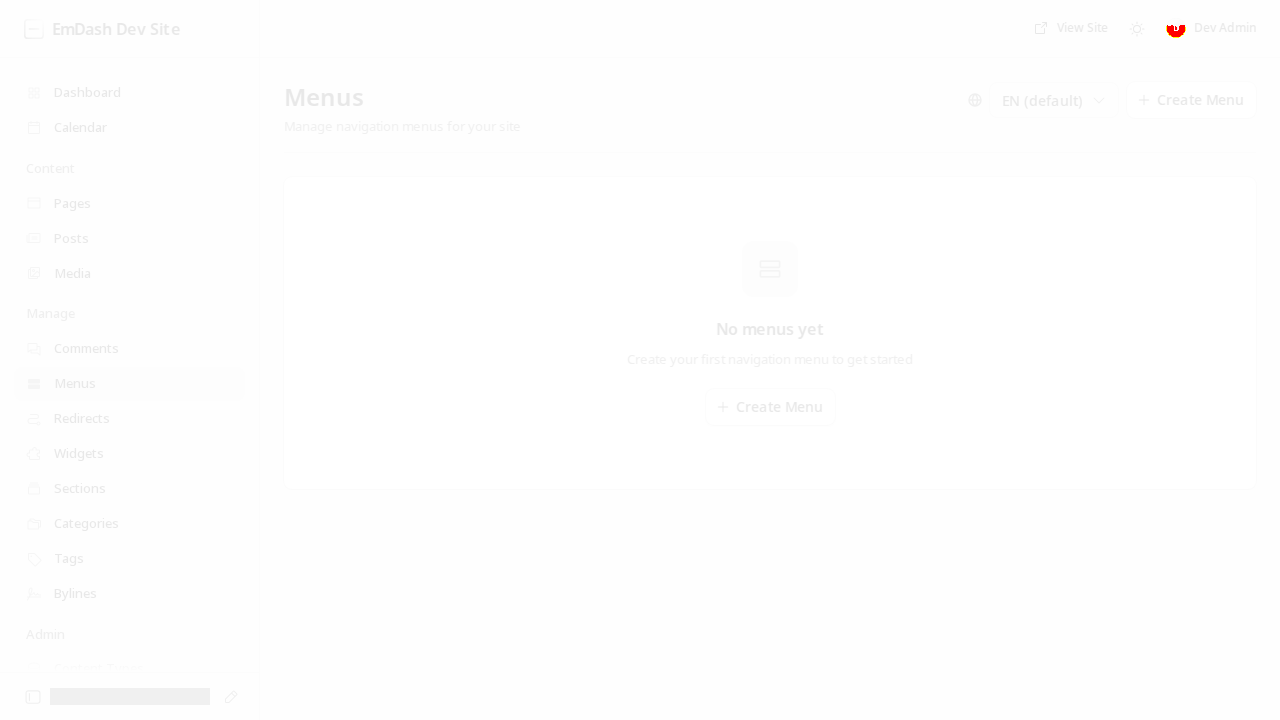 EmDash Dev Site
View Site
Dev Admin
Dashboard
Calendar
Content
Pages
Posts
Media
Manage
Comments
Menus
Redirects
Widgets
Sections
Categories
Tags
Bylines
Admin
Menus
Manage navigation menus for your site
EN (default)
Create Menu
No menus yet
Create your first navigation menu to get started
Create Menu